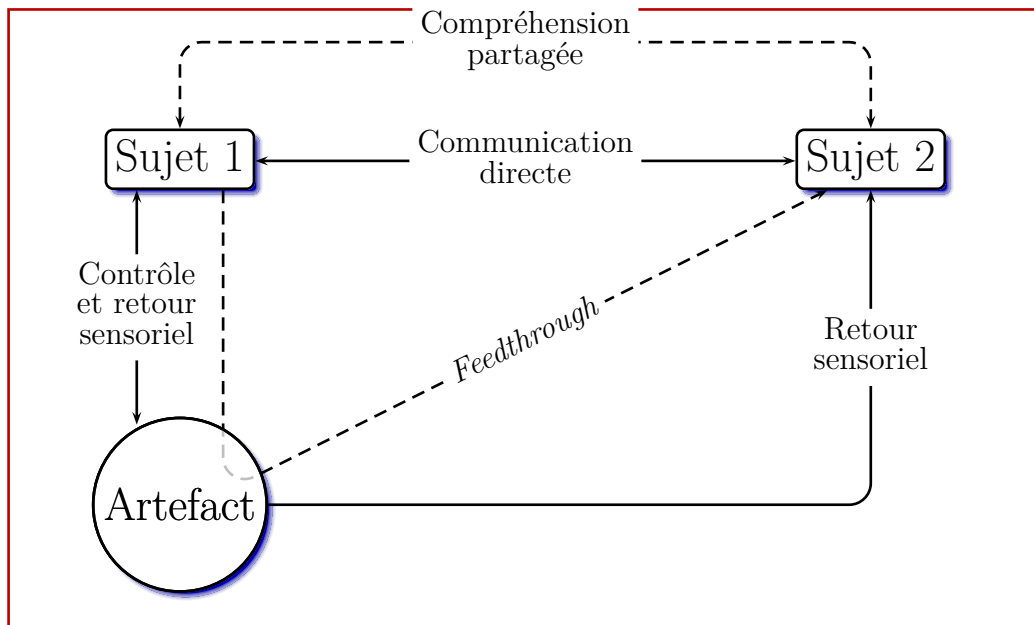 Compréhension
partagée
Sujet 1
Communication
directe
Sujet 2
Contrôle
et retour
sensoriel
Feedthrough
Retour
sensoriel
Artefact